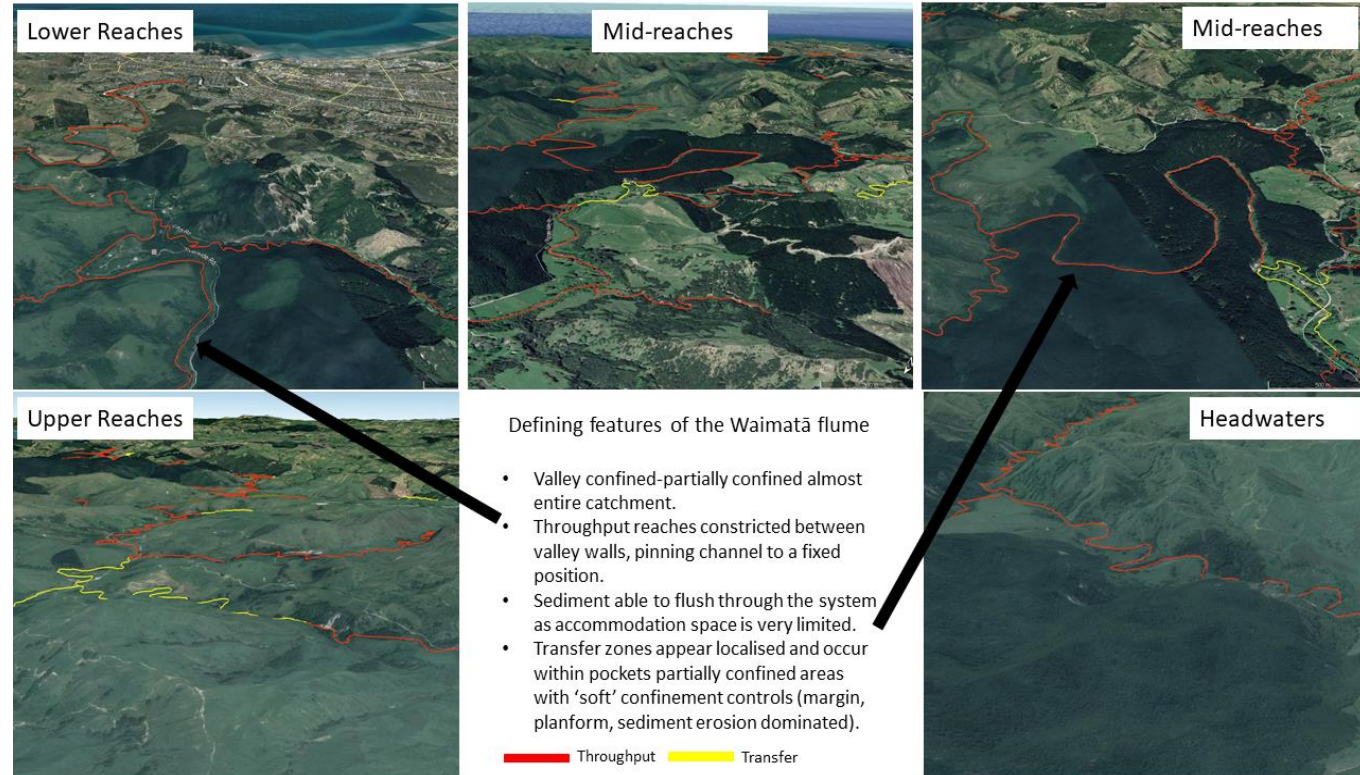 Lower Reaches
Mid-reaches
Mid-reaches
Upper Reaches
Defining features of the Waimatā flume
• Valley confined-partially confined almost
entire catchment.
• Throughput reaches constricted between
valley walls, pinning channel to a fixed
position.
• Sediment able to flush through the system
as accommodation space is very limited.
• Transfer zones appear localised and occur
within pockets partially confined areas
with ‘soft’ confinement controls (margin,
planform, sediment erosion dominated).
Throughput
Transfer
Headwaters